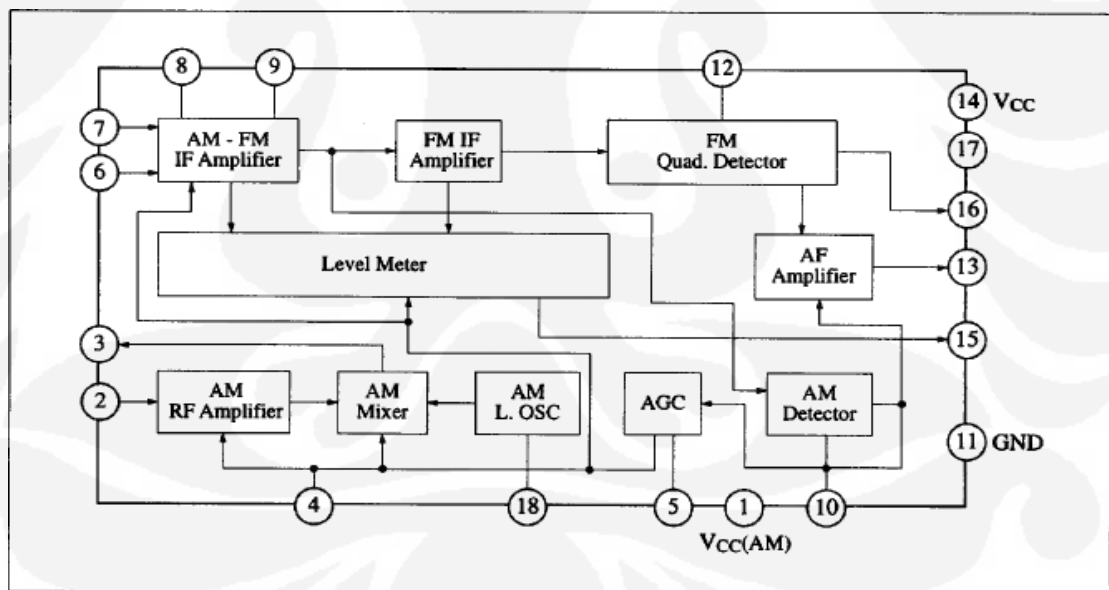 8
9
12
7
AM - FM
IF Amplifier
FM IF
Amplifier
FM
Quad. Detector
14
VCC
17
6
16
Level Meter
AF
Amplifier
13
3
15
2
AM
RF Amplifier
AM
Mixer
AM
L. OSC
AGC
AM
Detector
11
GND
4
18
5
1
10
VCC(AM)